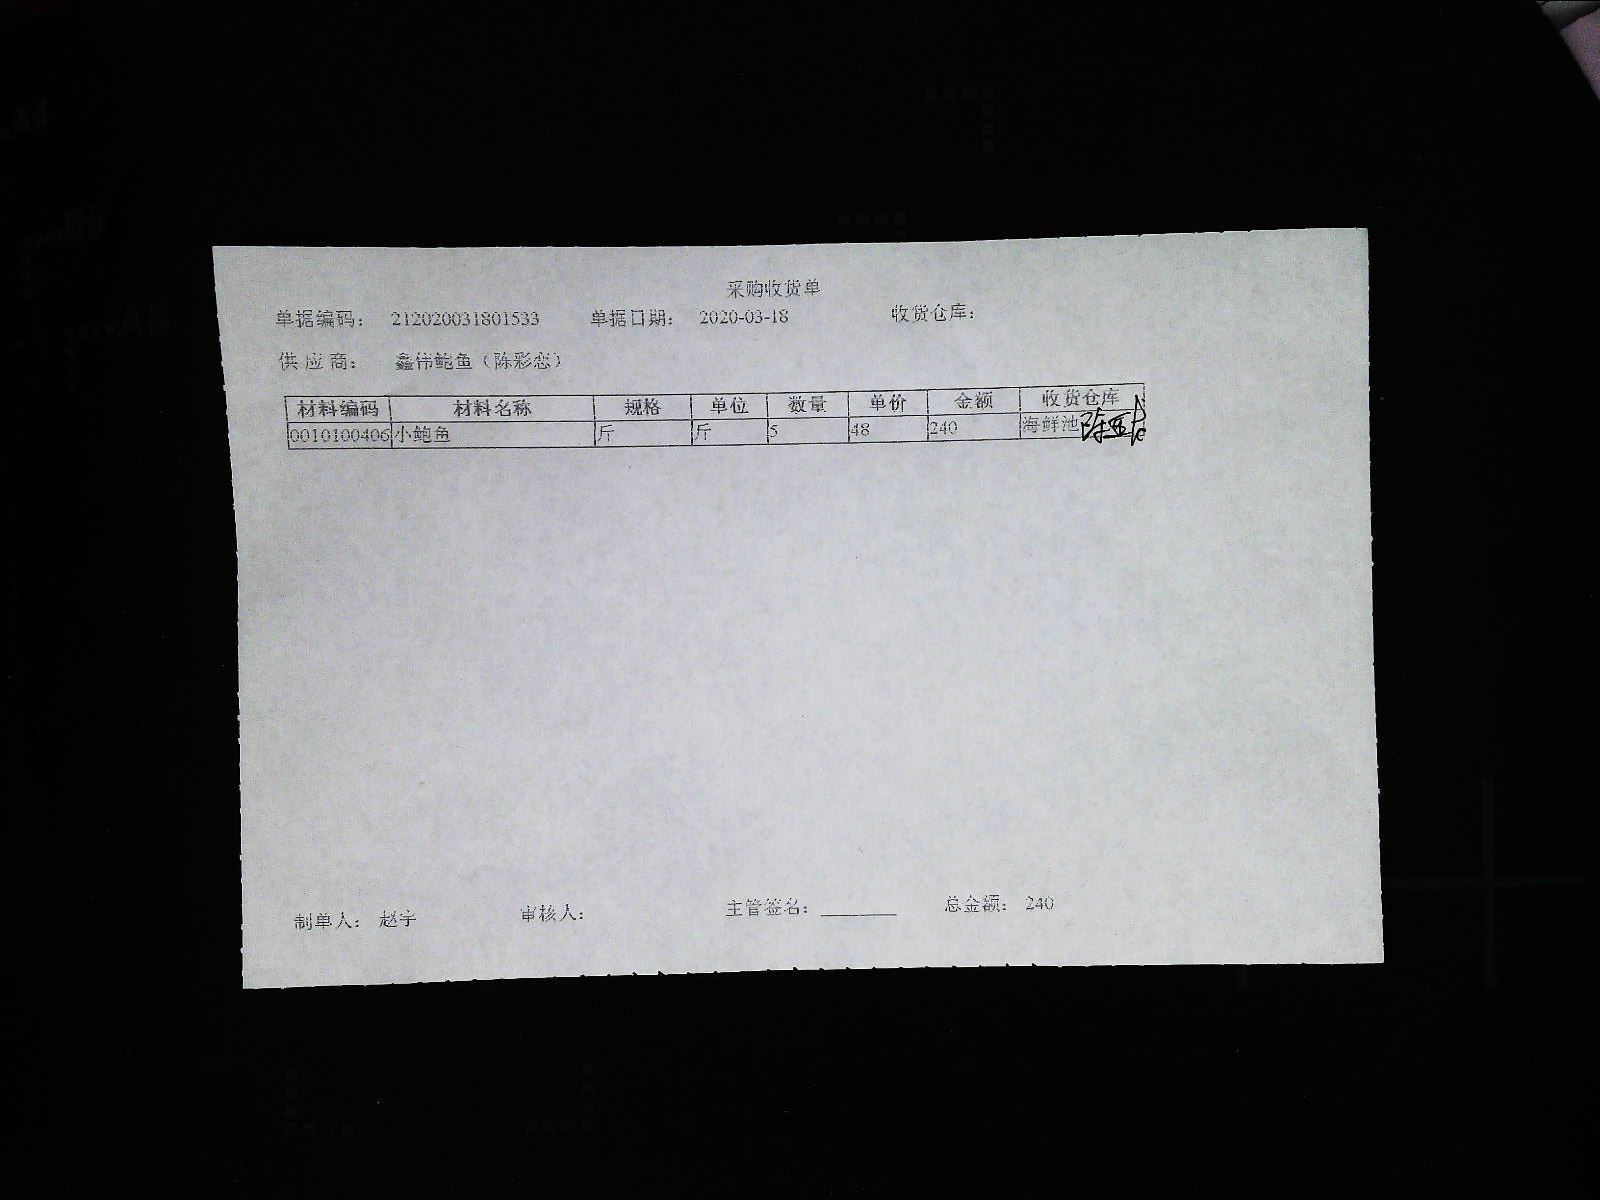 采购收货单
单据编码： 212020031801533 单据日期： 2020-03-18 收货仓库：
供 应 商： 鑫伟鲍鱼（陈彩恋）
材料编码 材料名称 规格 单位 数量 单价 金额 收货仓库
0010100406 小鲍鱼 斤 斤 5 48 240 海鲜池
制单人： 赵宇 审核人： 主管签名： 总金额： 240